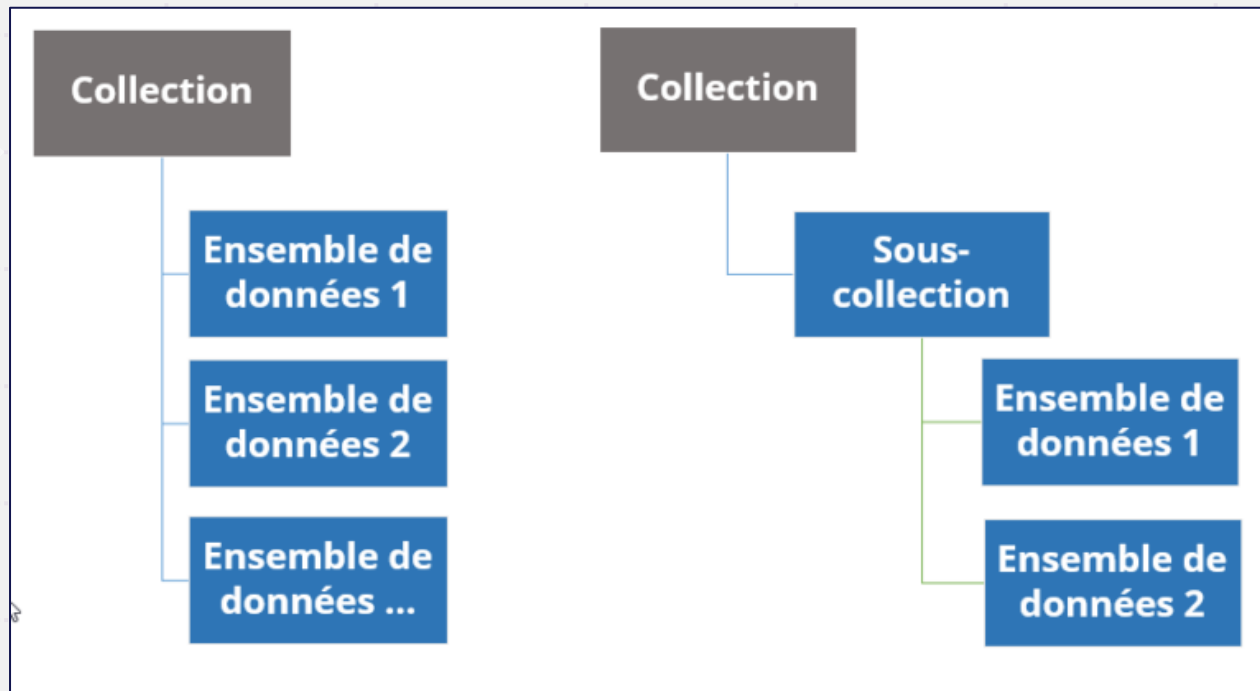 Collection
Ensemble de
données 1
Ensemble de
données 2
Ensemble de
données ...
Collection
Sous-
collection
Ensemble de
données 1
Ensemble de
données 2